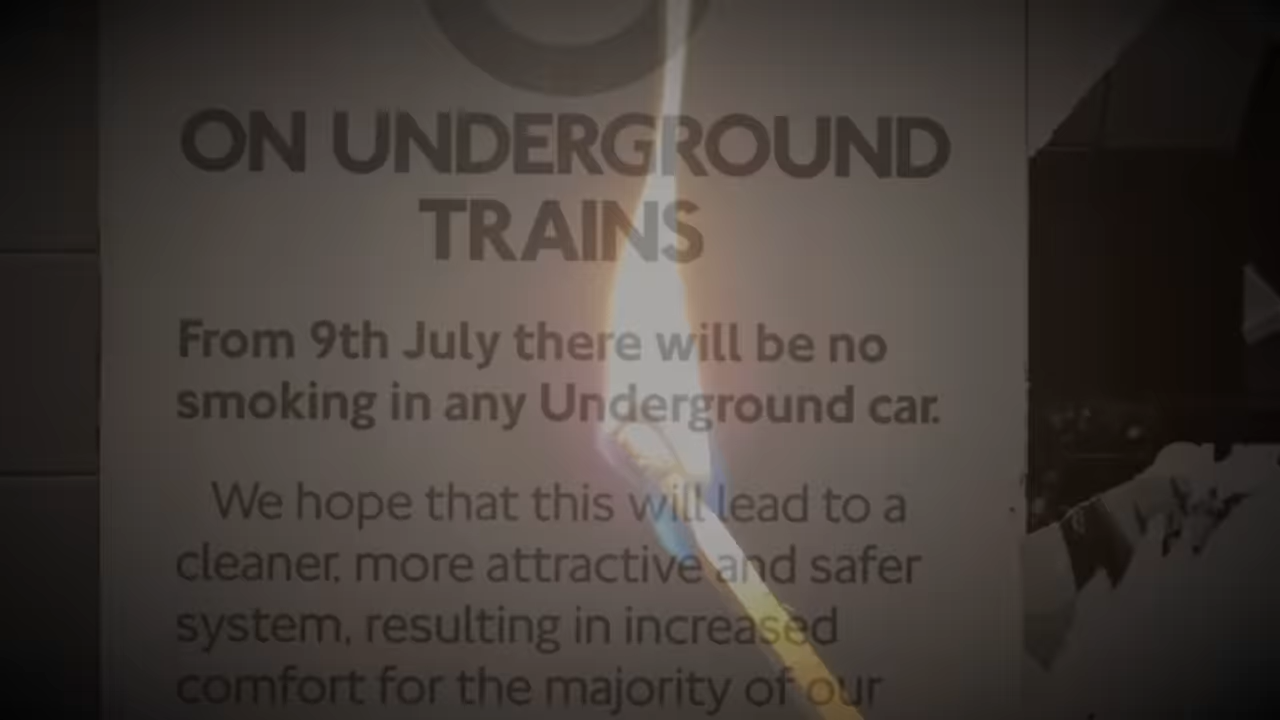 ON UNDERGROUND
TRAINS
From 9th July there will be no
smoking in any Underground car.
We hope that this will lead to a
cleaner, more attractive and safer
system, resulting in increased
comfort for the majority of our